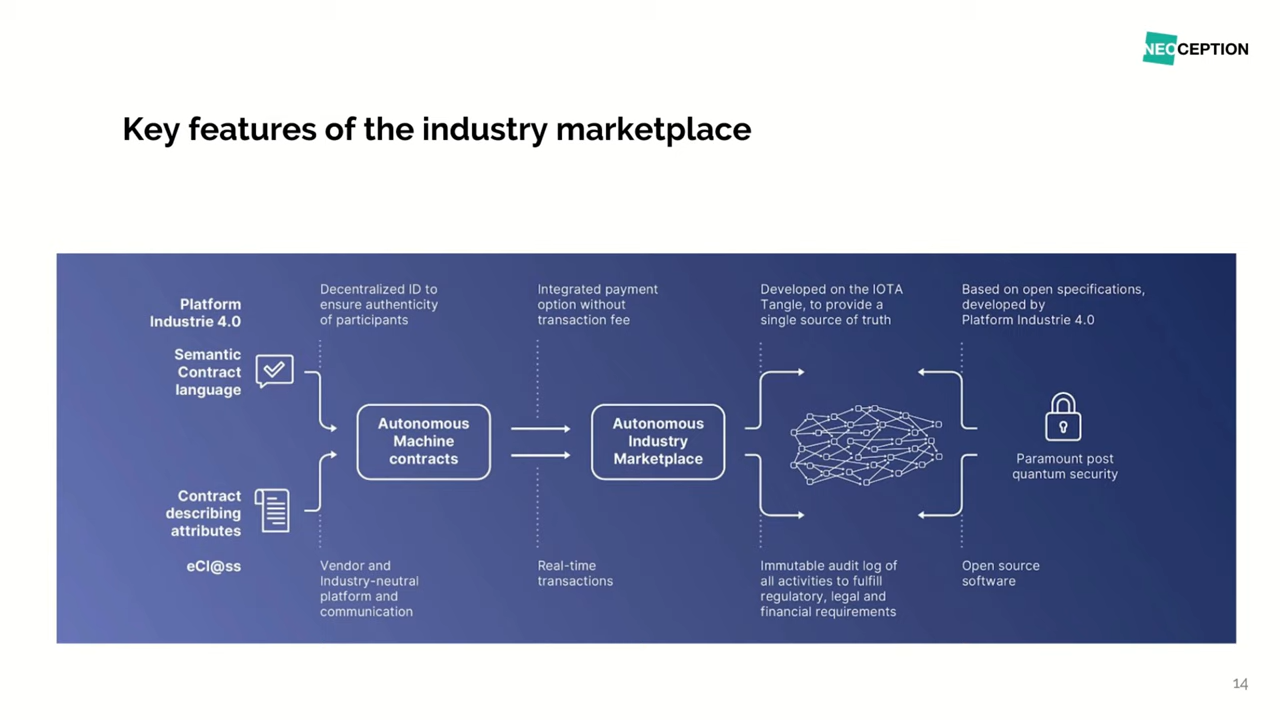 NEOCEPTION
Key features of the industry marketplace
Platform
Industrie 4.0
Semantic
Contract
language
Contract
describing
attributes
eCl@ss
Decentralized ID to
ensure authenticity
of participants
Autonomous
Machine
contracts
Vendor and
Industry-neutral
platform and
communication
Integrated payment
option without
transaction fee
Real-time
transactions
Autonomous
Industry
Marketplace
Developed on the IOTA
Tangle, to provide a
single source of truth
Immutable audit log of
all activities to fulfill
regulatory, legal and
financial requirements
Based on open specifications,
developed by
Platform Industrie 4.0
Paramount post
quantum security
Open source
software
14